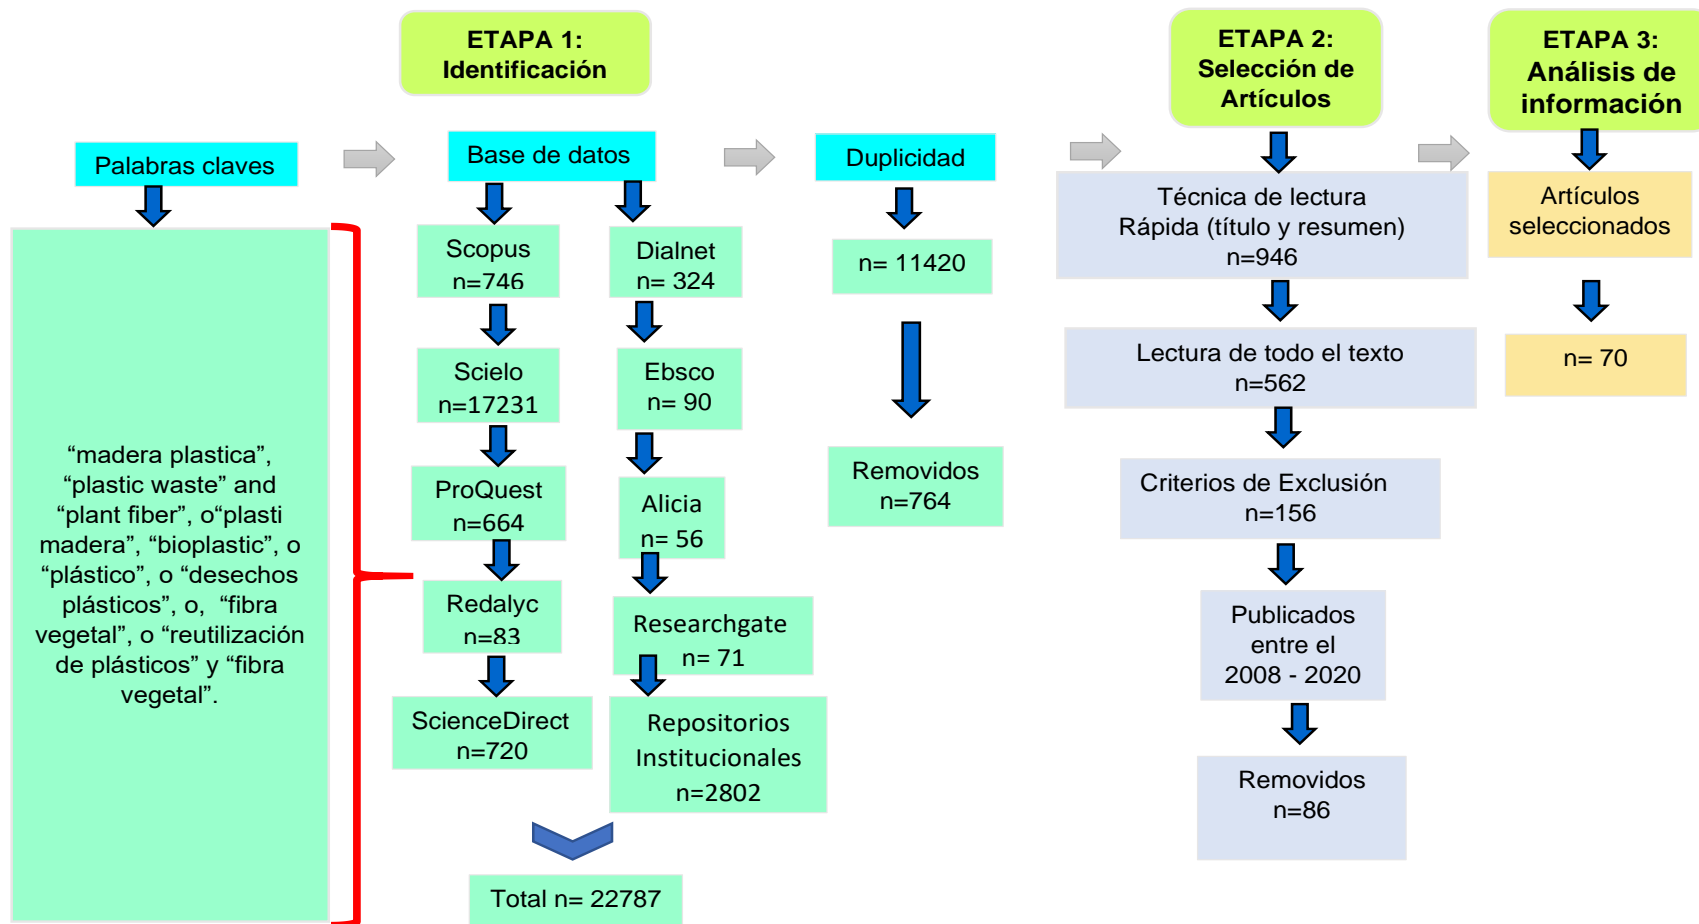 ETAPA 1:
Identificación
Palabras claves
“madera plastica”,
“plastic waste” and
“plant fiber”, o“plasti
madera”, “bioplastic”, o
“plástico”, o “desechos
plásticos”, o, “fibra
vegetal”, o “reutilización
de plásticos” y “fibra
vegetal”.
Base de datos
Scopus
n=746
Scielo
n=17231
ProQuest
n=664
Redalyc
n=83
ScienceDirect
n=720
Dialnet
n= 324
Ebsco
n= 90
Alicia
n= 56
Researchgate
n= 71
Repositorios
Institucionales
n=2802
Total n= 22787
Duplicidad
n= 11420
Removidos
n=764
ETAPA 2:
Selección de
Artículos
Técnica de lectura
Rápida (título y resumen)
n=946
Lectura de todo el texto
n=562
Criterios de Exclusión
n=156
Publicados
entre el
2008 - 2020
Removidos
n=86
ETAPA 3:
Análisis de
información
Artículos
seleccionados
n= 70